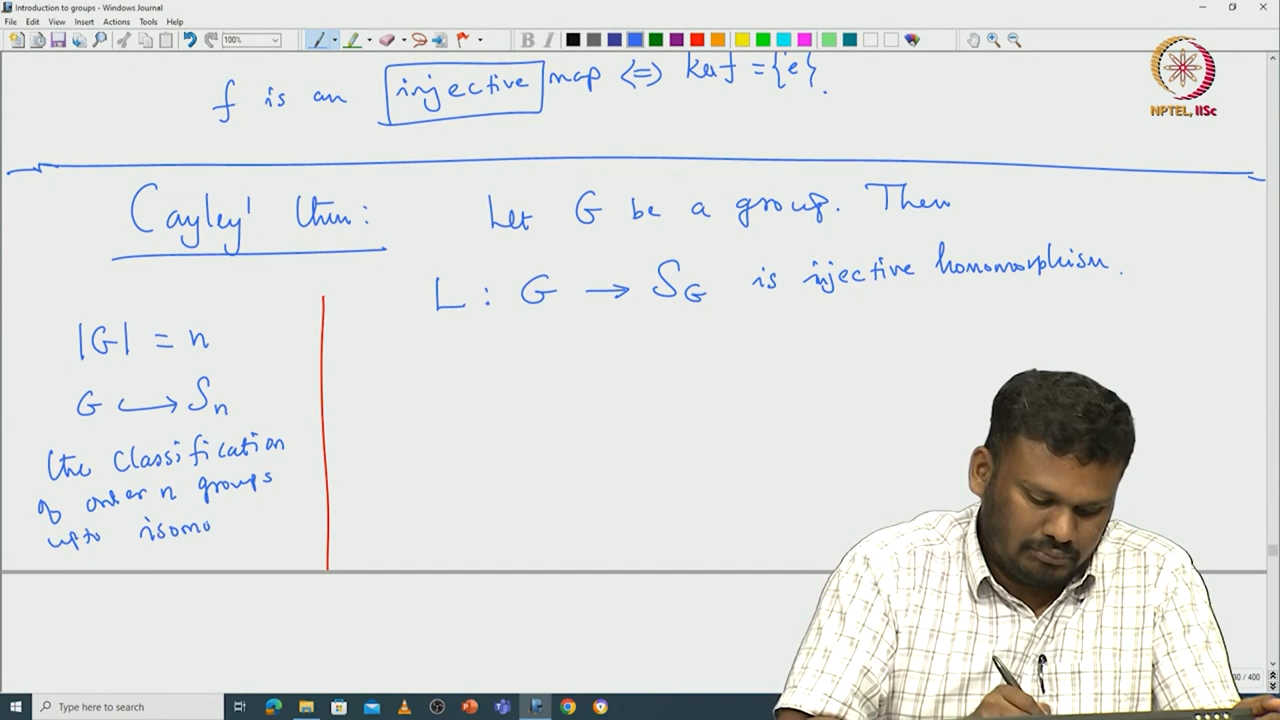 Introduction to groups - Windows Journal
File Edit View Insert Actions Tools Help
100%
B I
NPTEL, IISc
f is an injective map <=> ker f = {e}.
Cayley' thm: Let G be a group. Then
L : G → S_G is injective homomorphism.
|G| = n
G ↪ S_n
the classification
of order n groups
upto isomo
/ 400
Type here to search